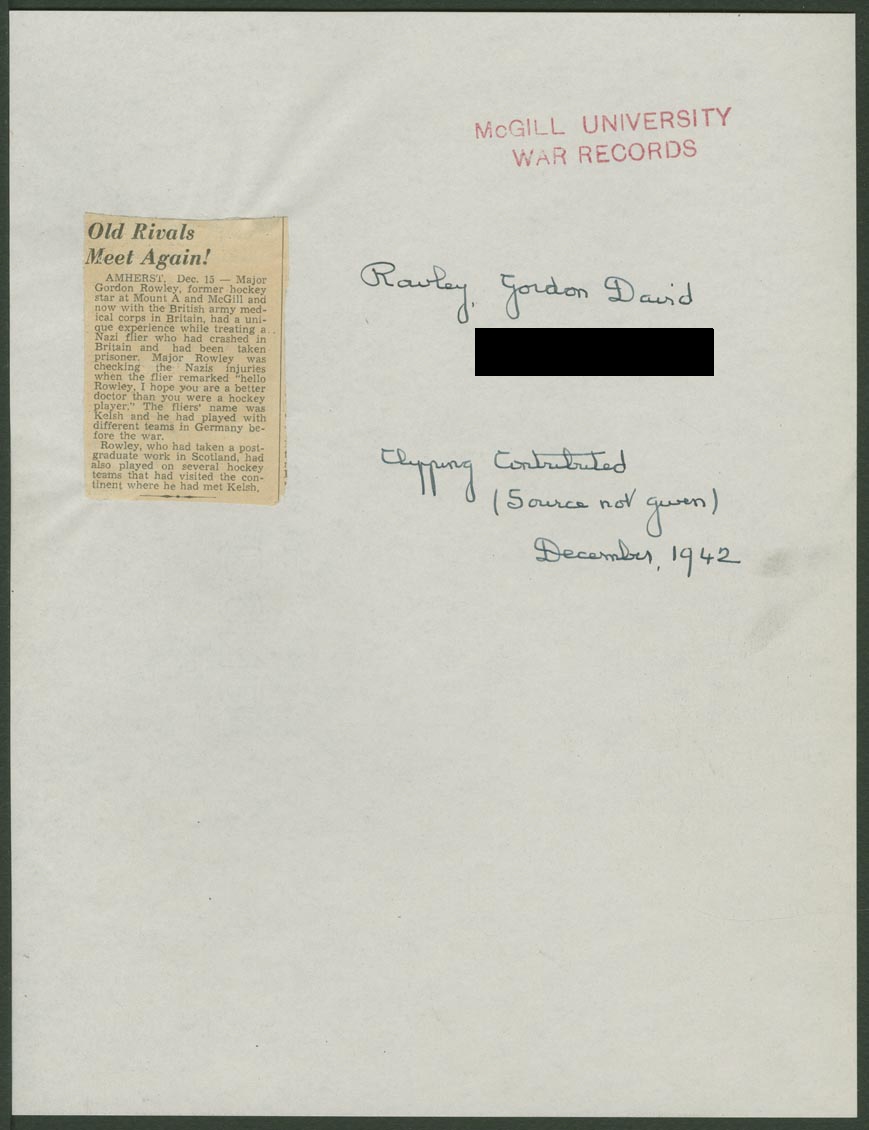 McGILL UNIVERSITY
WAR RECORDS
Old Rivals
Meet Again!
AMHERST, Dec. 15 — Major
Gordon Rowley, former hockey
star at Mount A and McGill and
now with the British army med-
ical corps in Britain, had a uni-
que experience while treating a
Nazi flier who had crashed in
Britain and had been taken
prisoner. Major Rowley was
checking the Nazis injuries
when the flier remarked "hello
Rowley, I hope you are a better
doctor than you were a hockey
player." The fliers' name was
Kelsh and he had played with
different teams in Germany be-
fore the war.
Rowley, who had taken a post-
graduate work in Scotland, had
also played on several hockey
teams that had visited the con-
tinent where he had met Kelsh.
Rowley, Gordon David
Clipping Contributed
(Source not given)
December, 1942